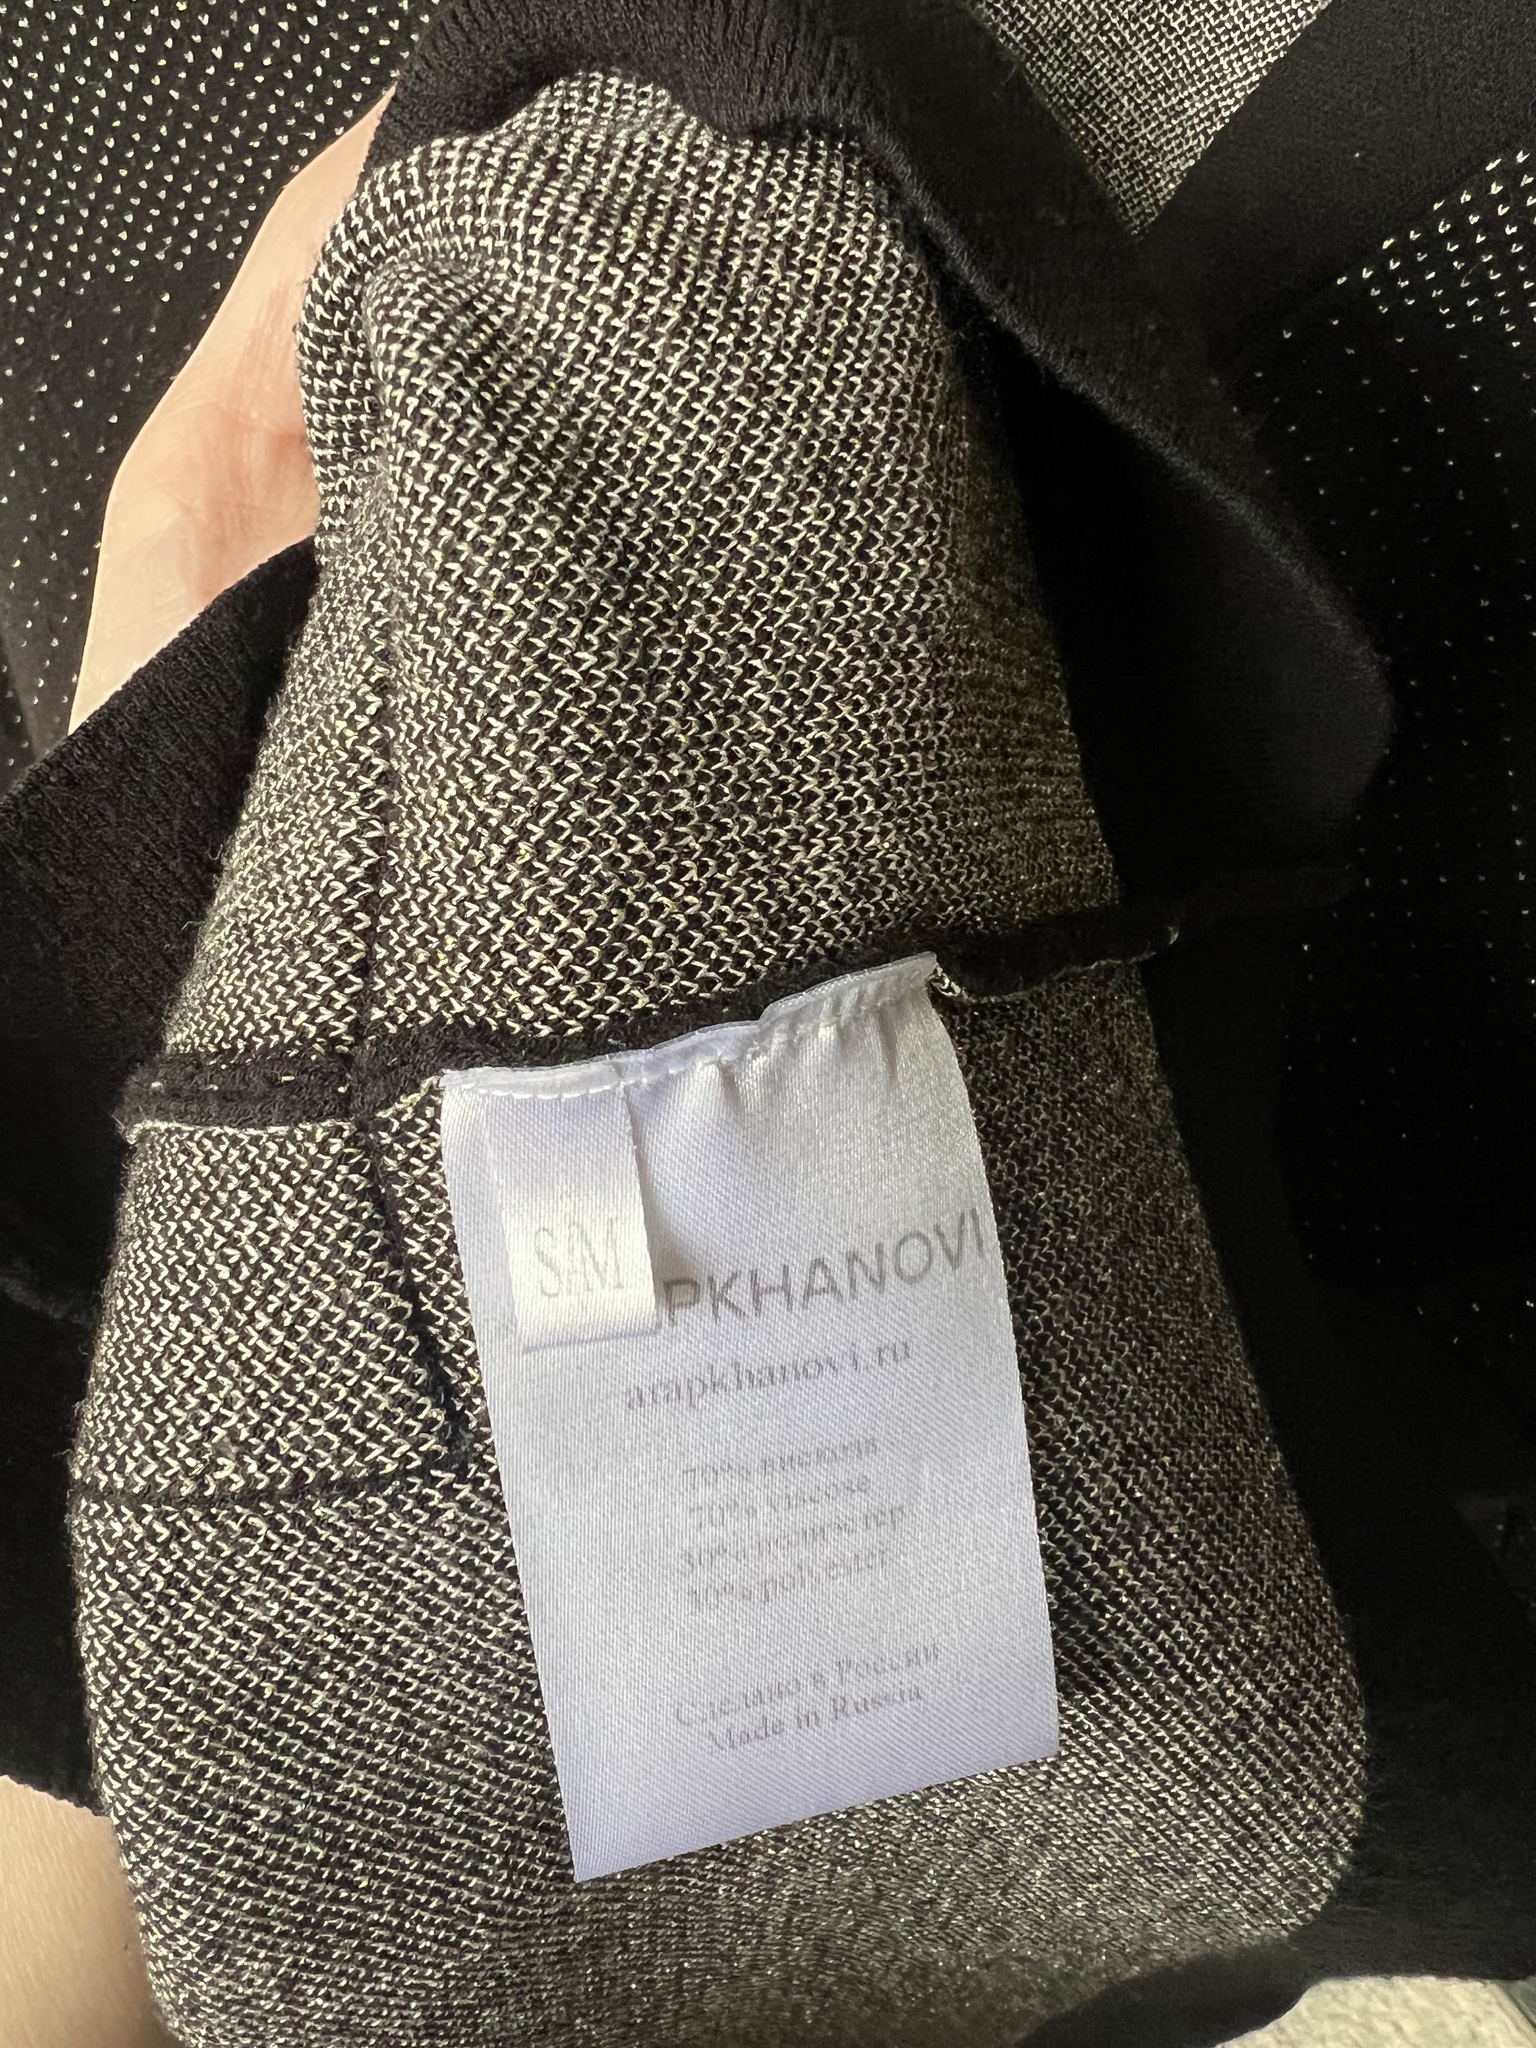 S/M
PKHANOVI
arapkhanovi.ru
70% вискоза
70% viscose
30% полиэстер
30% polyester
Сделано в России
Made in Russia